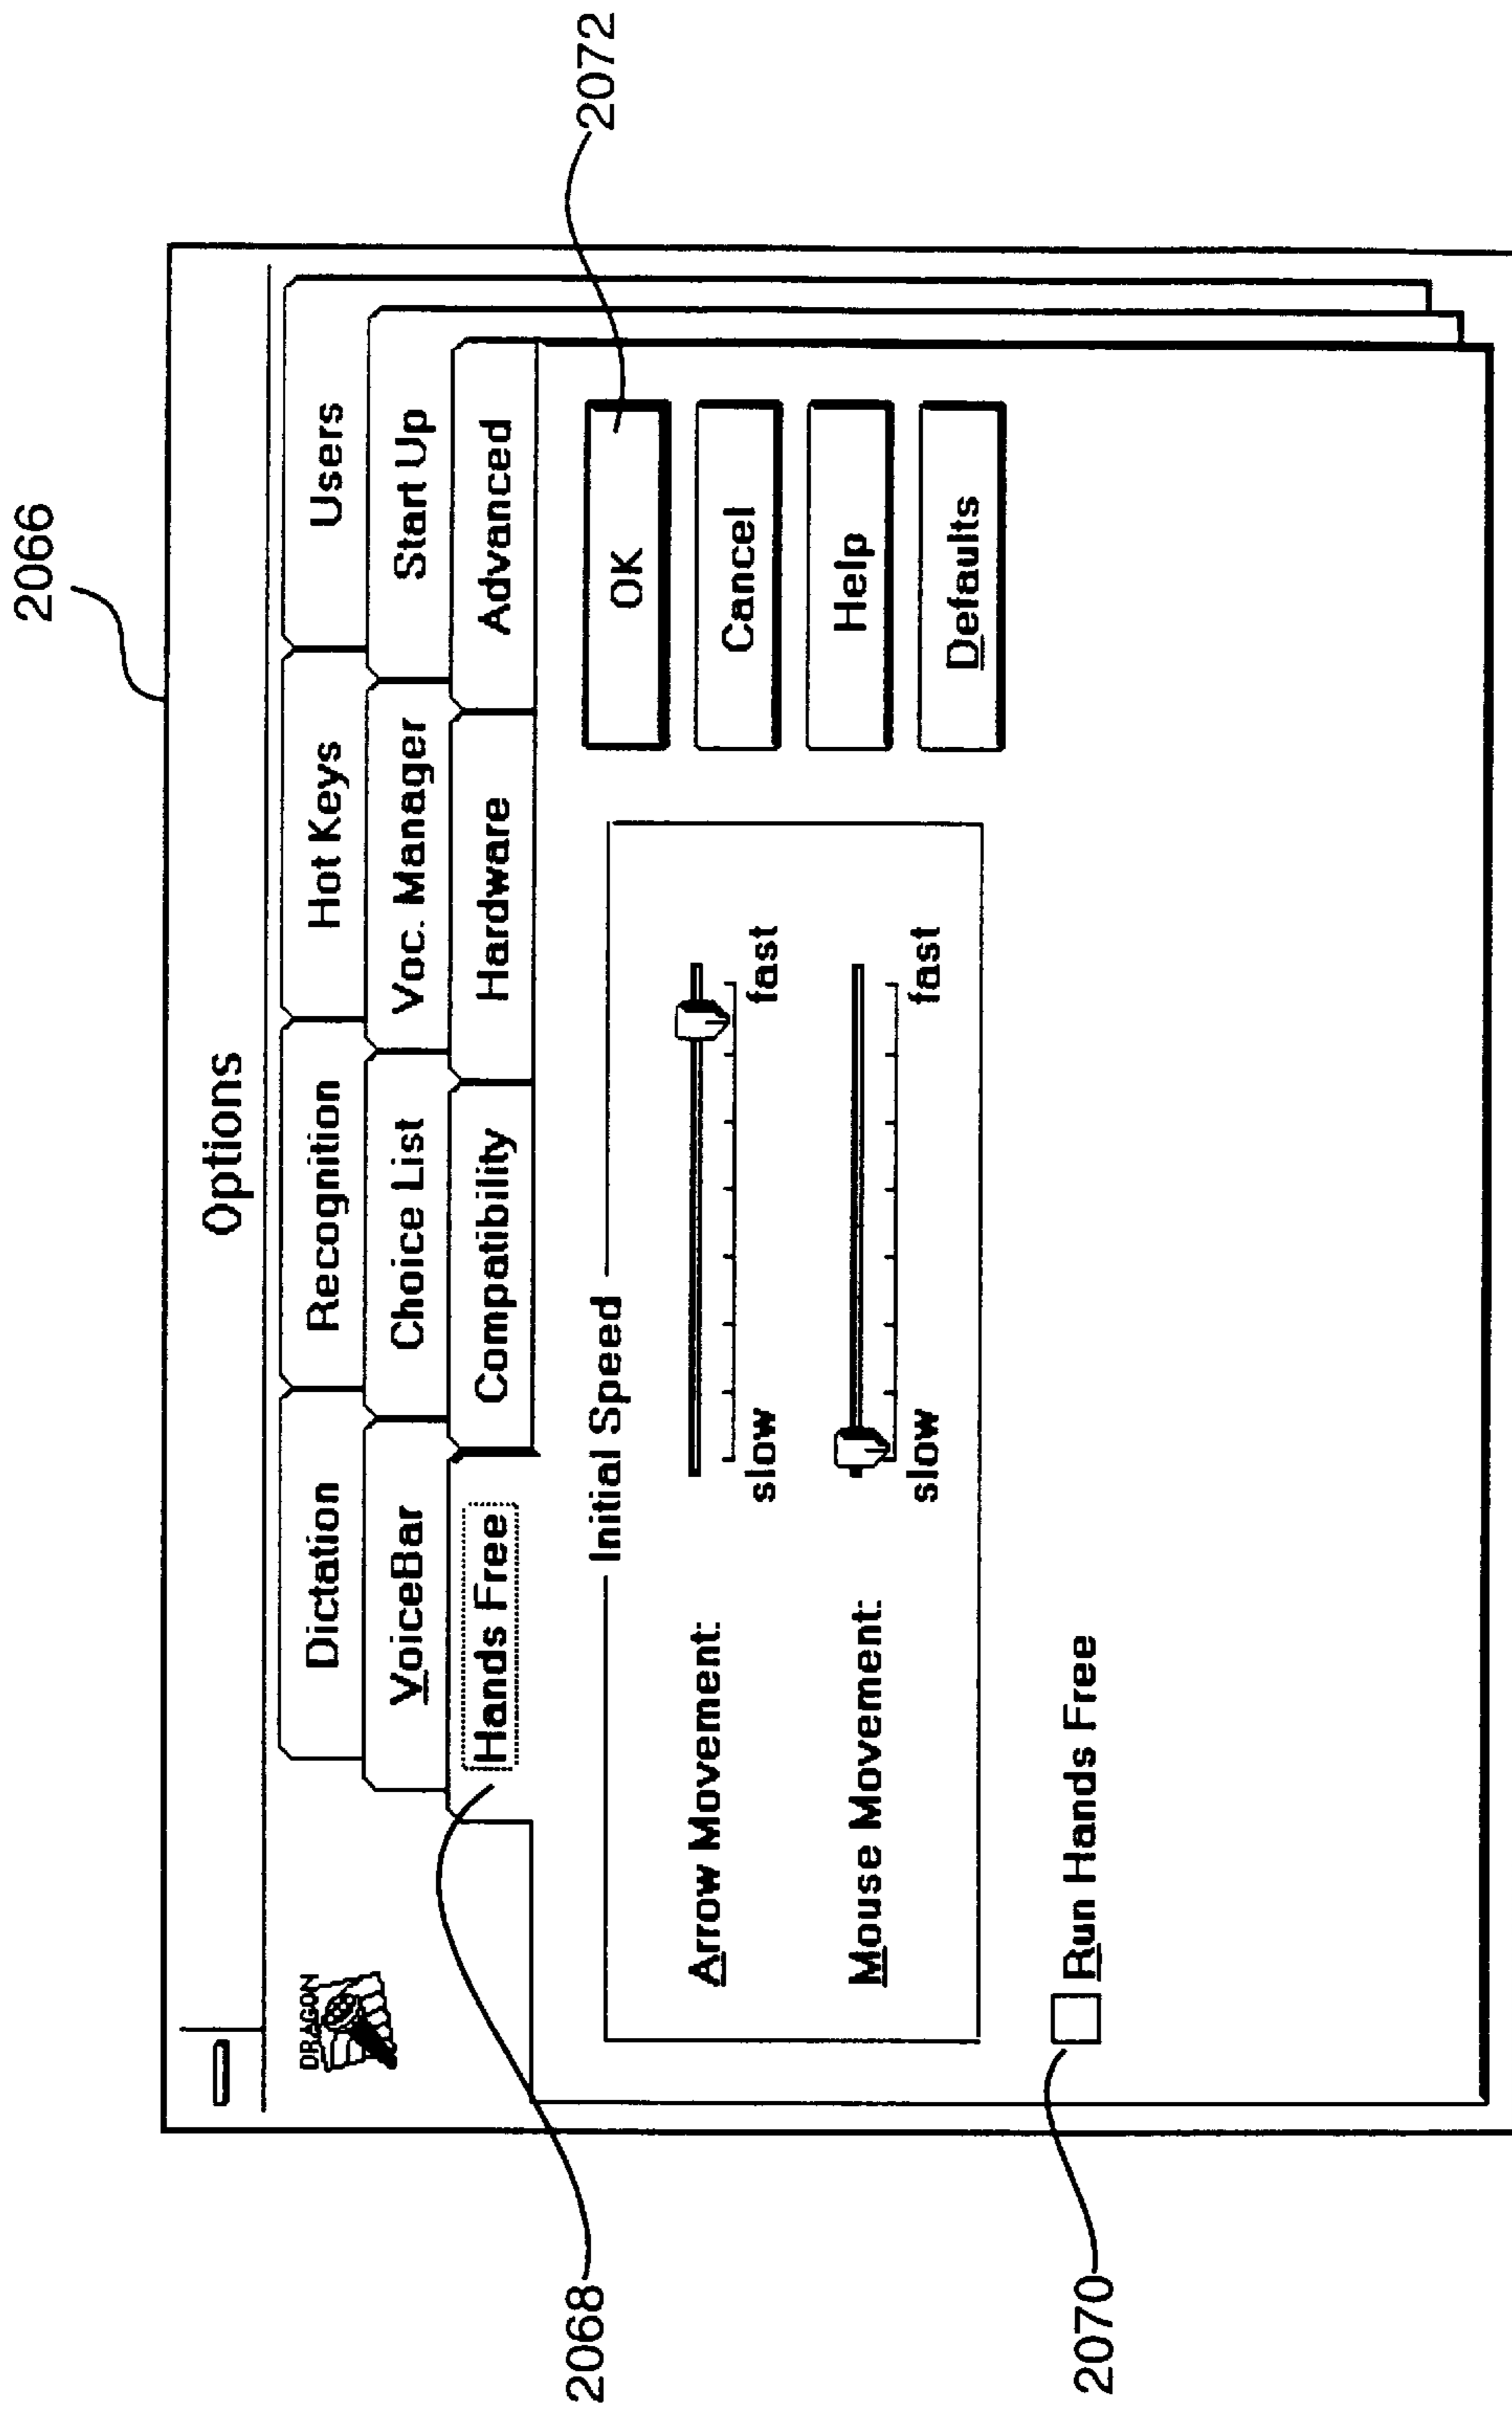 2066
Options
DRAGON
Dictation
Recognition
Hot Keys
Users
VoiceBar
Choice List
Voc. Manager
Start Up
Hands Free
Compatibility
Hardware
Advanced
2068
2072
Initial Speed
Arrow Movement:
slow
fast
Mouse Movement:
slow
fast
OK
Cancel
Help
Defaults
Run Hands Free
2070